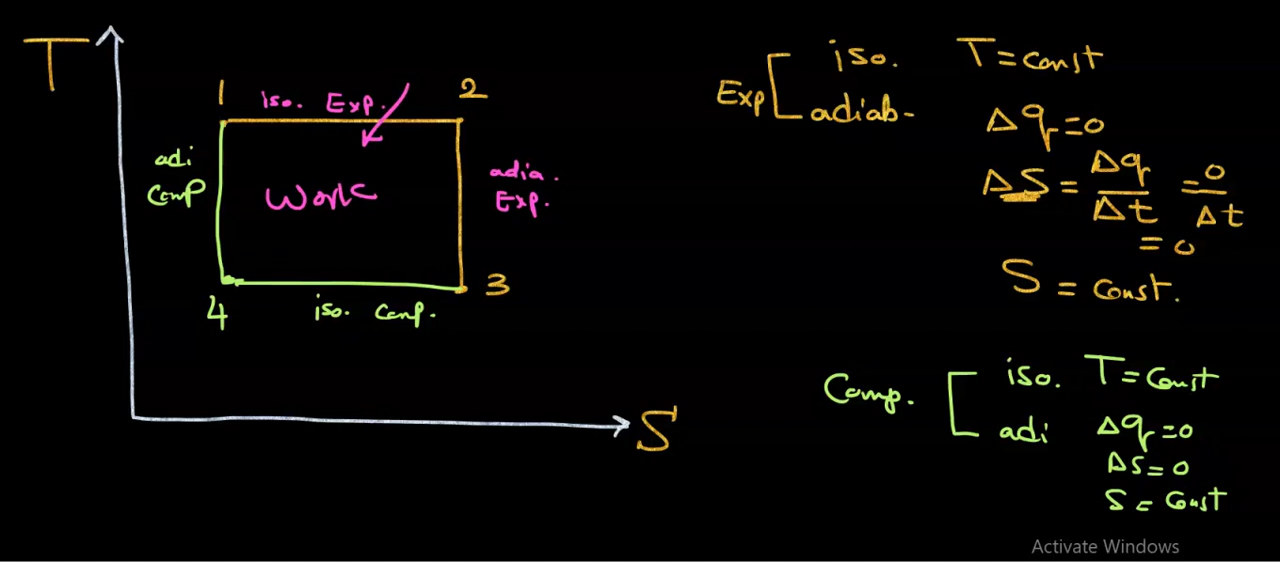 T
1
iso. Exp.
2
adi
Comp
Work
adia.
Exp.
4
iso. Comp.
3
S
Exp
iso. T = const
adiab- Δq = 0
ΔS = Δq/Δt = 0/Δt
= 0
S = const.
Comp.
iso. T = const
adi Δq = 0
ΔS = 0
S = const
Activate Windows